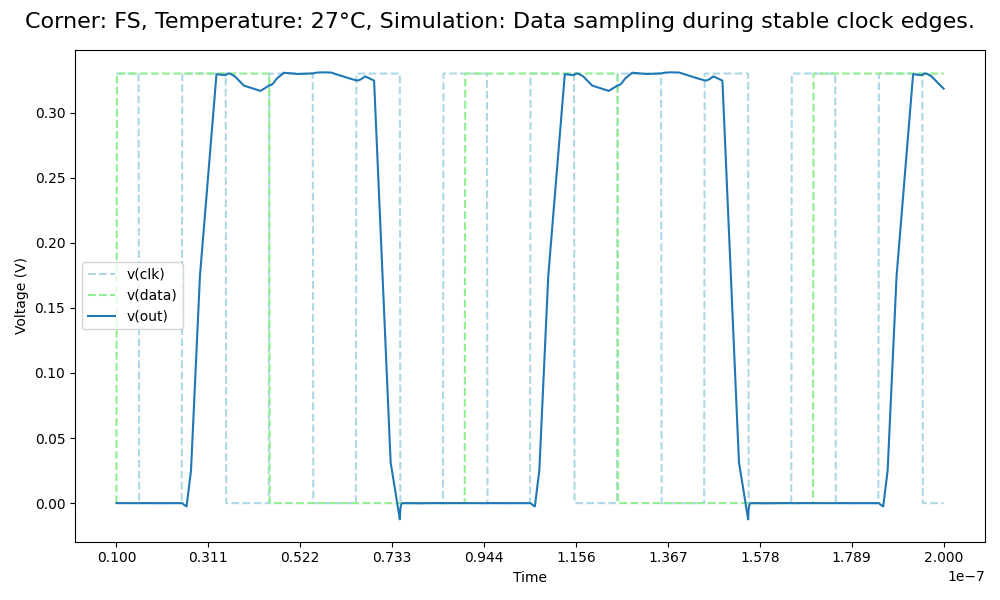 Corner: FS, Temperature: 27°C, Simulation: Data sampling during stable clock edges.
Voltage (V)
0.30
0.25
0.20
0.15
0.10
0.05
0.00
v(clk)
v(data)
v(out)
0.100 0.311 0.522 0.733 0.944 1.156 1.367 1.578 1.789 2.000
Time
1e−7